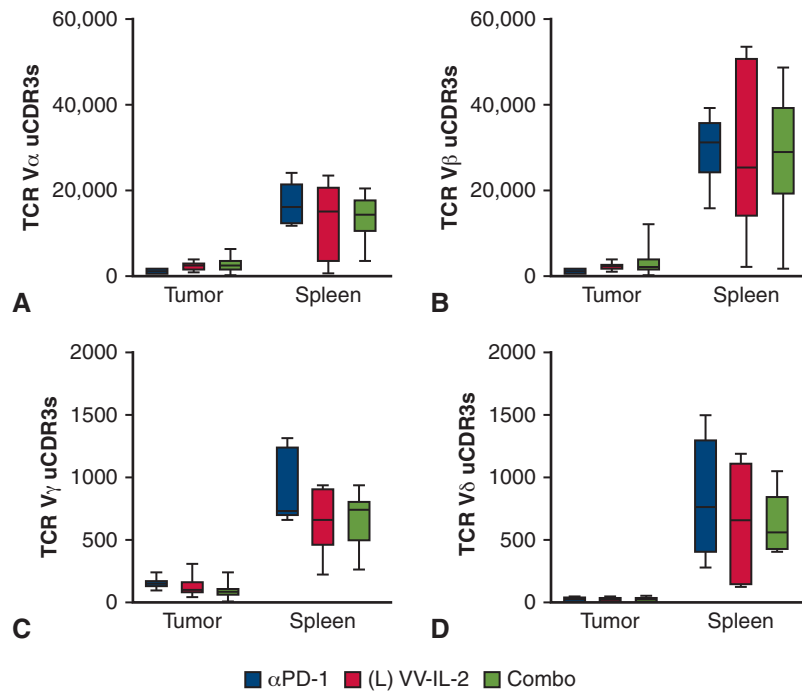 60,000
40,000
20,000
0
TCR Vα uCDR3s
Tumor
Spleen
A
60,000
40,000
20,000
0
TCR Vβ uCDR3s
Tumor
Spleen
B
2000
1500
1000
500
0
TCR Vγ uCDR3s
Tumor
Spleen
C
2000
1500
1000
500
0
TCR Vδ uCDR3s
Tumor
Spleen
D
αPD-1 (L) VV-IL-2 Combo